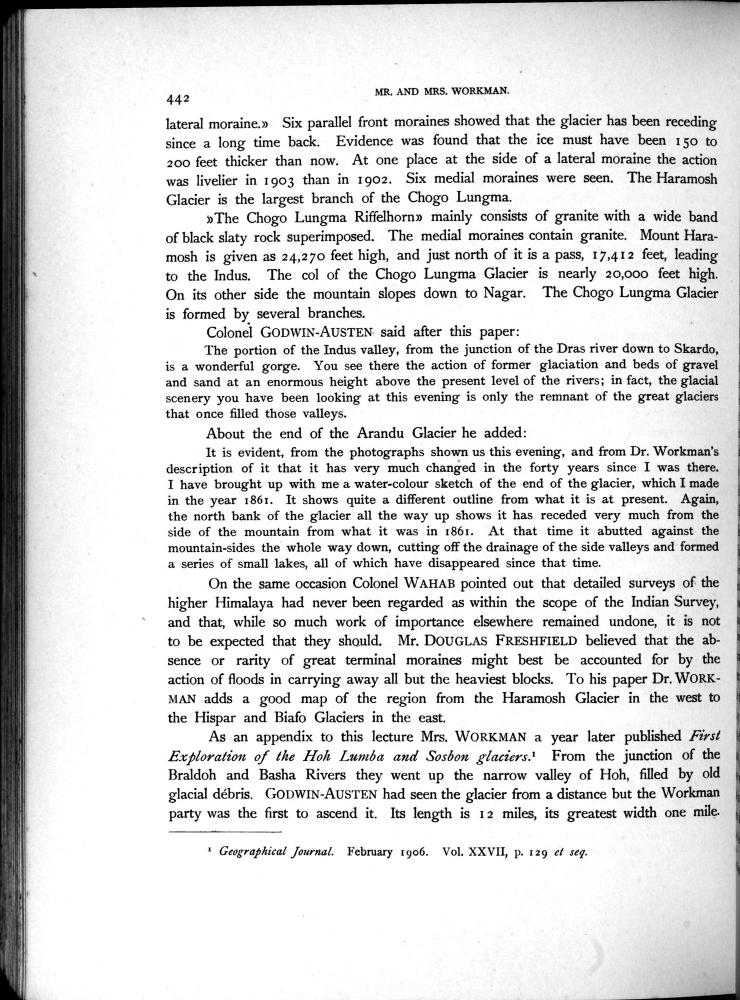 442
MR. AND MRS. WORKMAN.
lateral moraine.» Six parallel front moraines showed that the glacier has been receding
since a long time back. Evidence was found that the ice must have been 150 to
200 feet thicker than now. At one place at the side of a lateral moraine the action
was livelier in 1903 than in 1902. Six medial moraines were seen. The Haramosh
Glacier is the largest branch of the Chogo Lungma.
»The Chogo Lungma Riffelhorn» mainly consists of granite with a wide band
of black slaty rock superimposed. The medial moraines contain granite. Mount Hara-
mosh is given as 24,270 feet high, and just north of it is a pass, 17,412 feet, leading
to the Indus. The col of the Chogo Lungma Glacier is nearly 20,000 feet high.
On its other side the mountain slopes down to Nagar. The Chogo Lungma Glacier
is formed by several branches.
Colonel GODWIN-AUSTEN said after this paper:
The portion of the Indus valley, from the junction of the Dras river down to Skardo,
is a wonderful gorge. You see there the action of former glaciation and beds of gravel
and sand at an enormous height above the present level of the rivers; in fact, the glacial
scenery you have been looking at this evening is only the remnant of the great glaciers
that once filled those valleys.
About the end of the Arandu Glacier he added:
It is evident, from the photographs shown us this evening, and from Dr. Workman's
description of it that it has very much changed in the forty years since I was there.
I have brought up with me a water-colour sketch of the end of the glacier, which I made
in the year 1861. It shows quite a different outline from what it is at present. Again,
the north bank of the glacier all the way up shows it has receded very much from the
side of the mountain from what it was in 1861. At that time it abutted against the
mountain-sides the whole way down, cutting off the drainage of the side valleys and formed
a series of small lakes, all of which have disappeared since that time.
On the same occasion Colonel WAHAB pointed out that detailed surveys of the
higher Himalaya had never been regarded as within the scope of the Indian Survey,
and that, while so much work of importance elsewhere remained undone, it is not
to be expected that they should. Mr. DOUGLAS FRESHFIELD believed that the ab-
sence or rarity of great terminal moraines might best be accounted for by the
action of floods in carrying away all but the heaviest blocks. To his paper Dr. WORK-
MAN adds a good map of the region from the Haramosh Glacier in the west to
the Hispar and Biafo Glaciers in the east.
As an appendix to this lecture Mrs. WORKMAN a year later published First
Exploration of the Hoh Lumba and Sosbon glaciers.¹ From the junction of the
Braldoh and Basha Rivers they went up the narrow valley of Hoh, filled by old
glacial débris. GODWIN-AUSTEN had seen the glacier from a distance but the Workman
party was the first to ascend it. Its length is 12 miles, its greatest width one mile.
¹ Geographical Journal. February 1906. Vol. XXVII, p. 129 et seq.